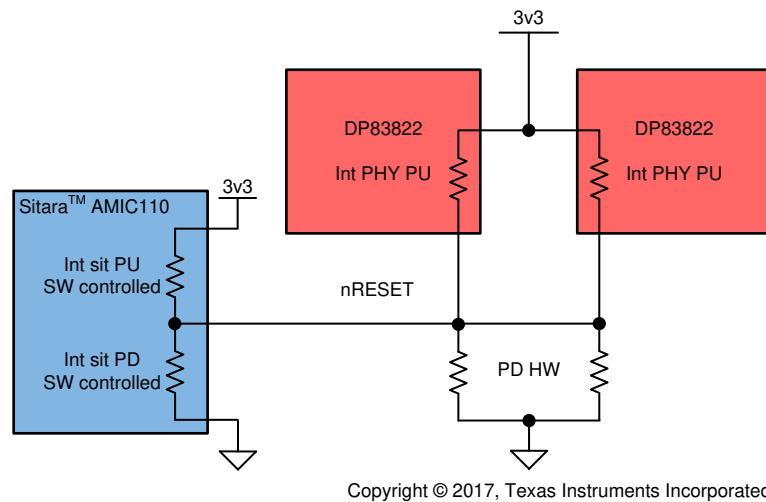 3v3
DP83822
DP83822
Int PHY PU
Int PHY PU
3v3
Sitara™ AMIC110
Int sit PU
SW controlled
nRESET
Int sit PD
SW controlled
PD HW
Copyright © 2017, Texas Instruments Incorporated